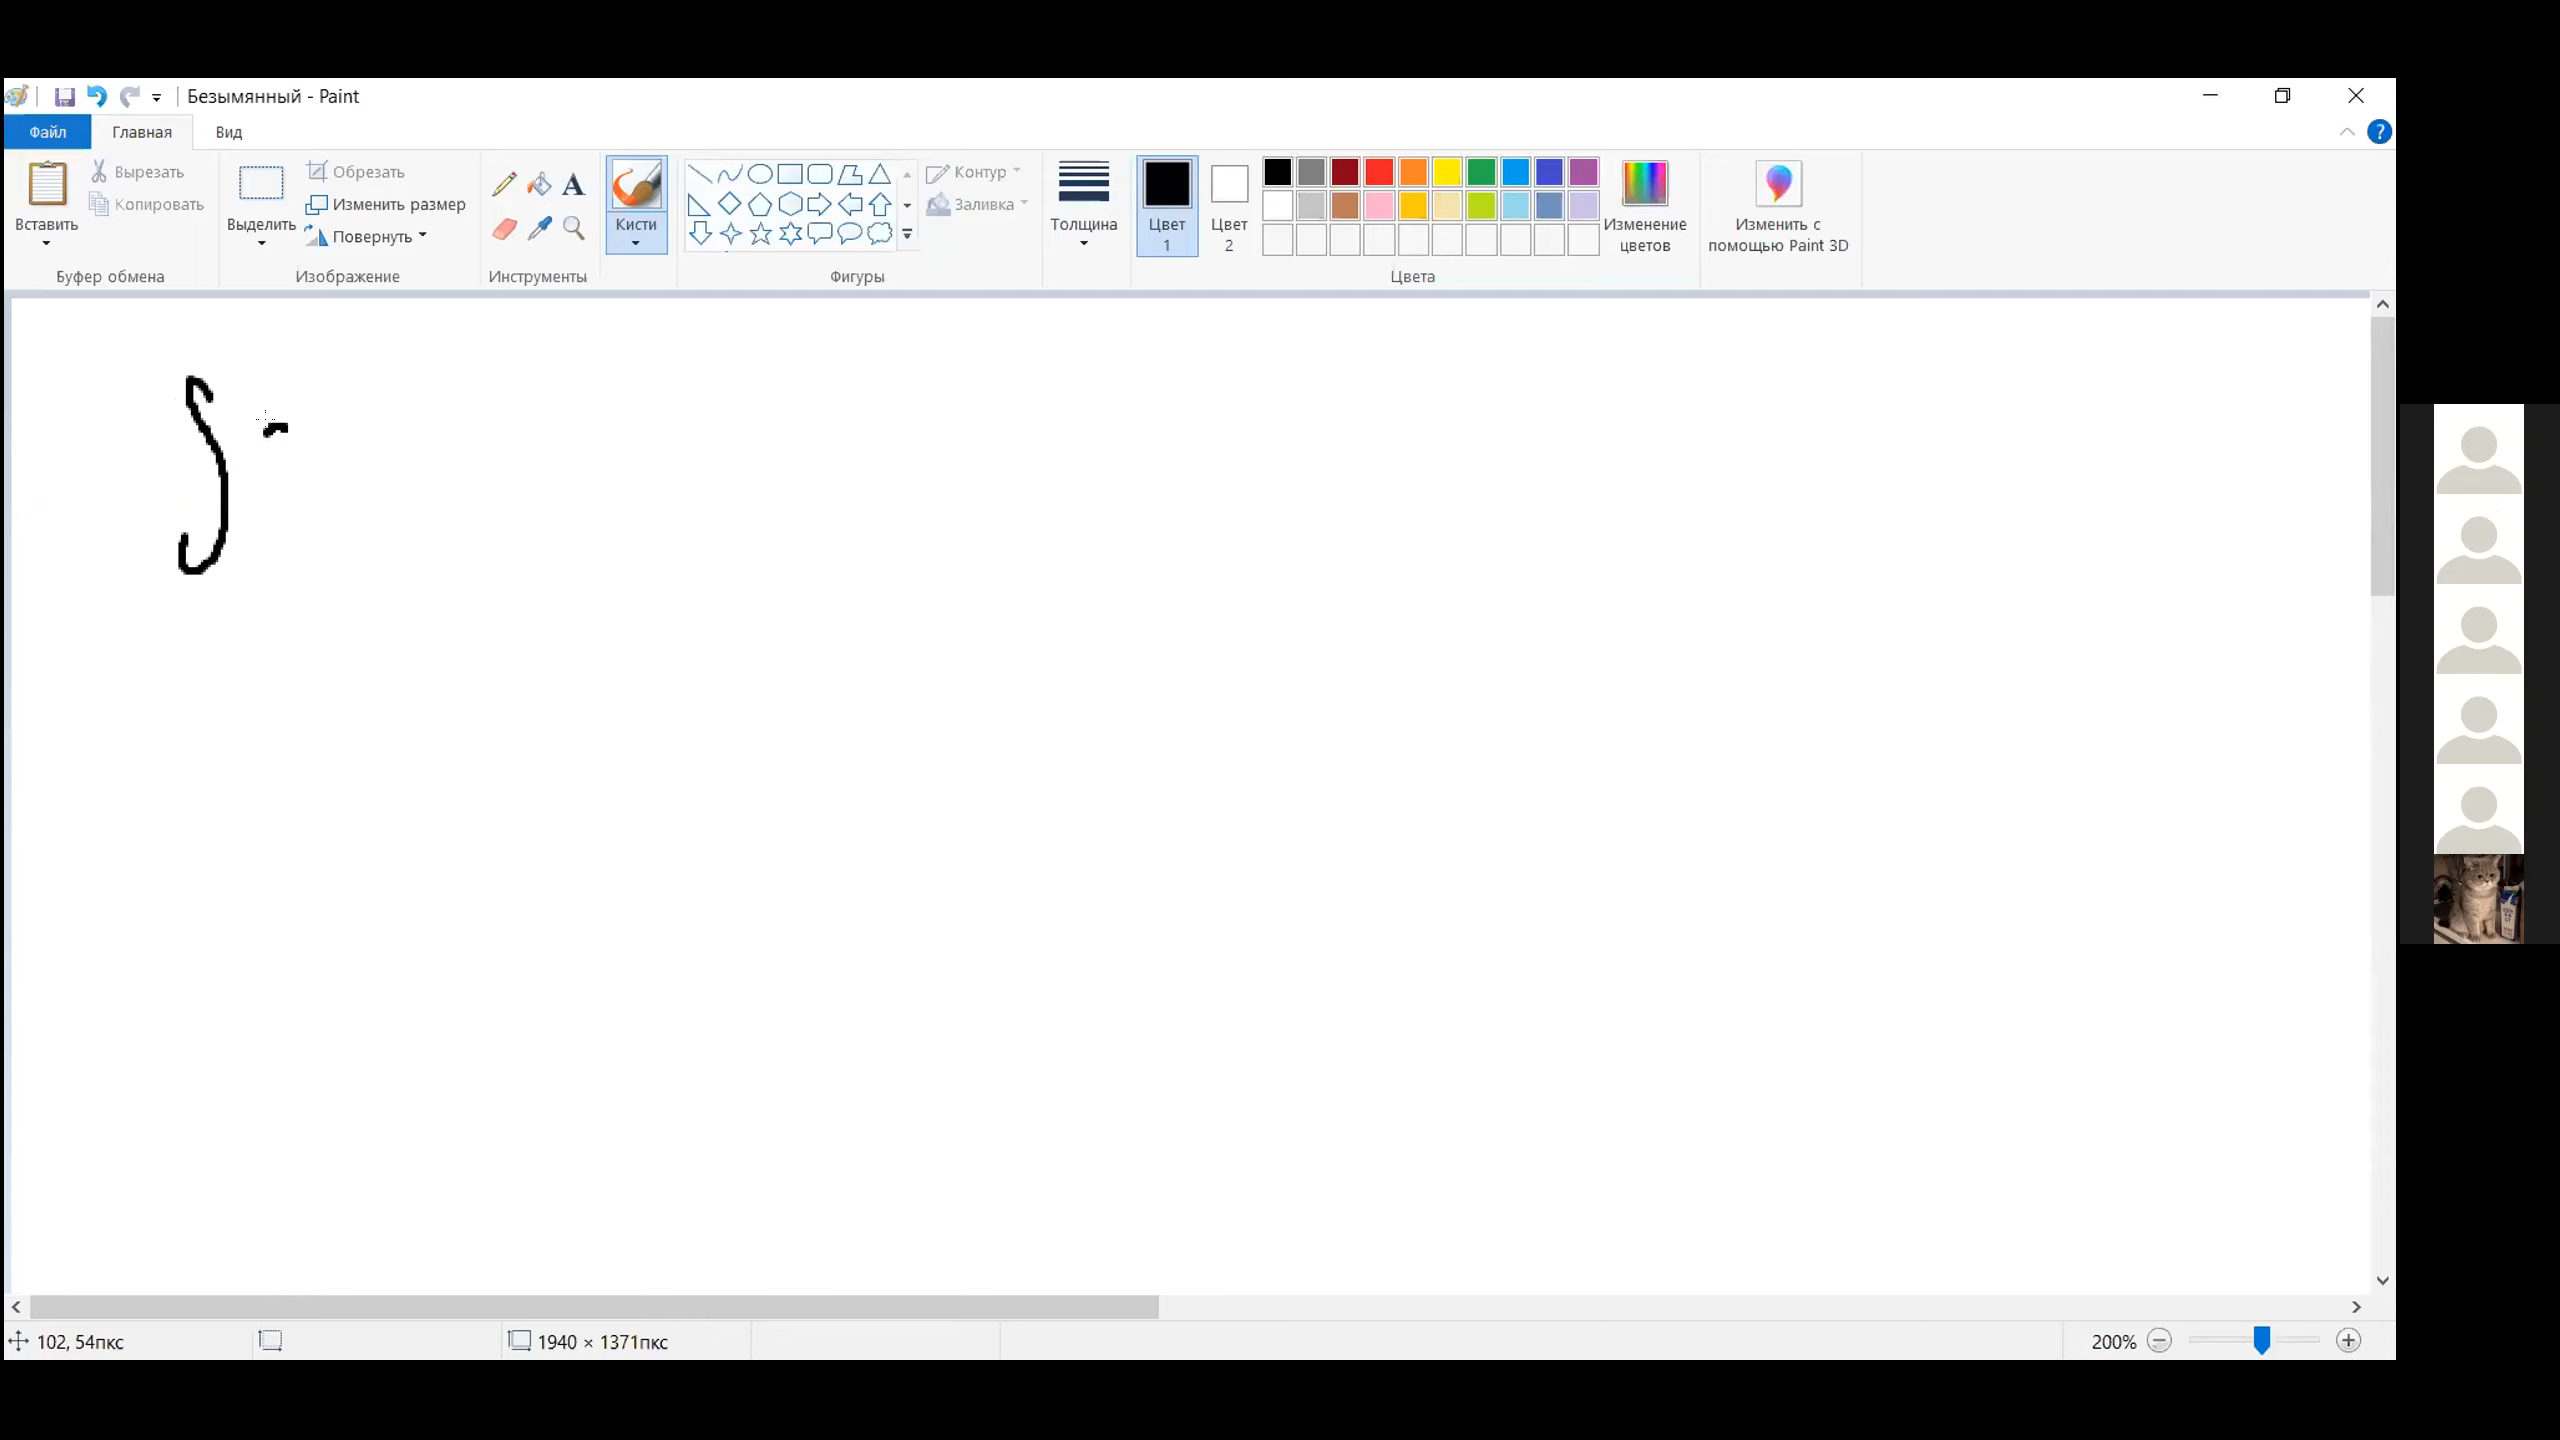 Безымянный - Paint
Файл Главная Вид
Вставить
Вырезать
Копировать
Буфер обмена
Выделить
Обрезать
Изменить размер
Повернуть
Изображение
A
Инструменты
Кисти
Контур
Заливка
Фигуры
Толщина
Цвет 1
Цвет 2
Изменение цветов
Цвета
Изменить с помощью Paint 3D
?
∫
102, 54пкс 1940 × 1371пкс 200%